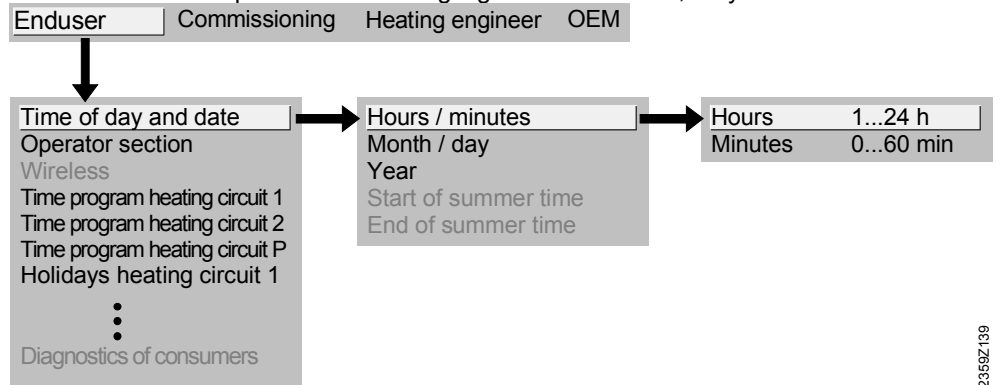 Enduser Commissioning Heating engineer OEM
Time of day and date
Operator section
Wireless
Time program heating circuit 1
Time program heating circuit 2
Time program heating circuit P
Holidays heating circuit 1
Diagnostics of consumers
Hours / minutes
Month / day
Year
Start of summer time
End of summer time
Hours 1...24 h
Minutes 0...60 min
2359Z139